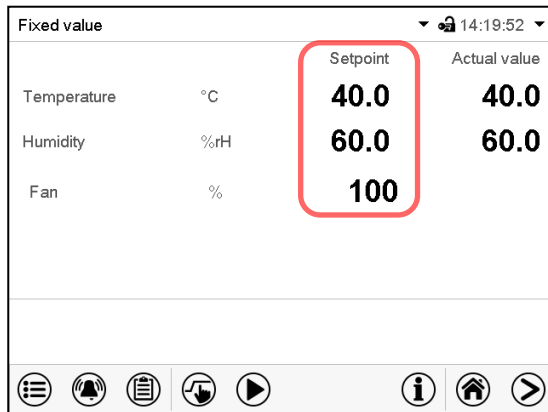 Fixed value 14:19:52
Setpoint Actual value
Temperature °C 40.0 40.0
Humidity %rH 60.0 60.0
Fan % 100